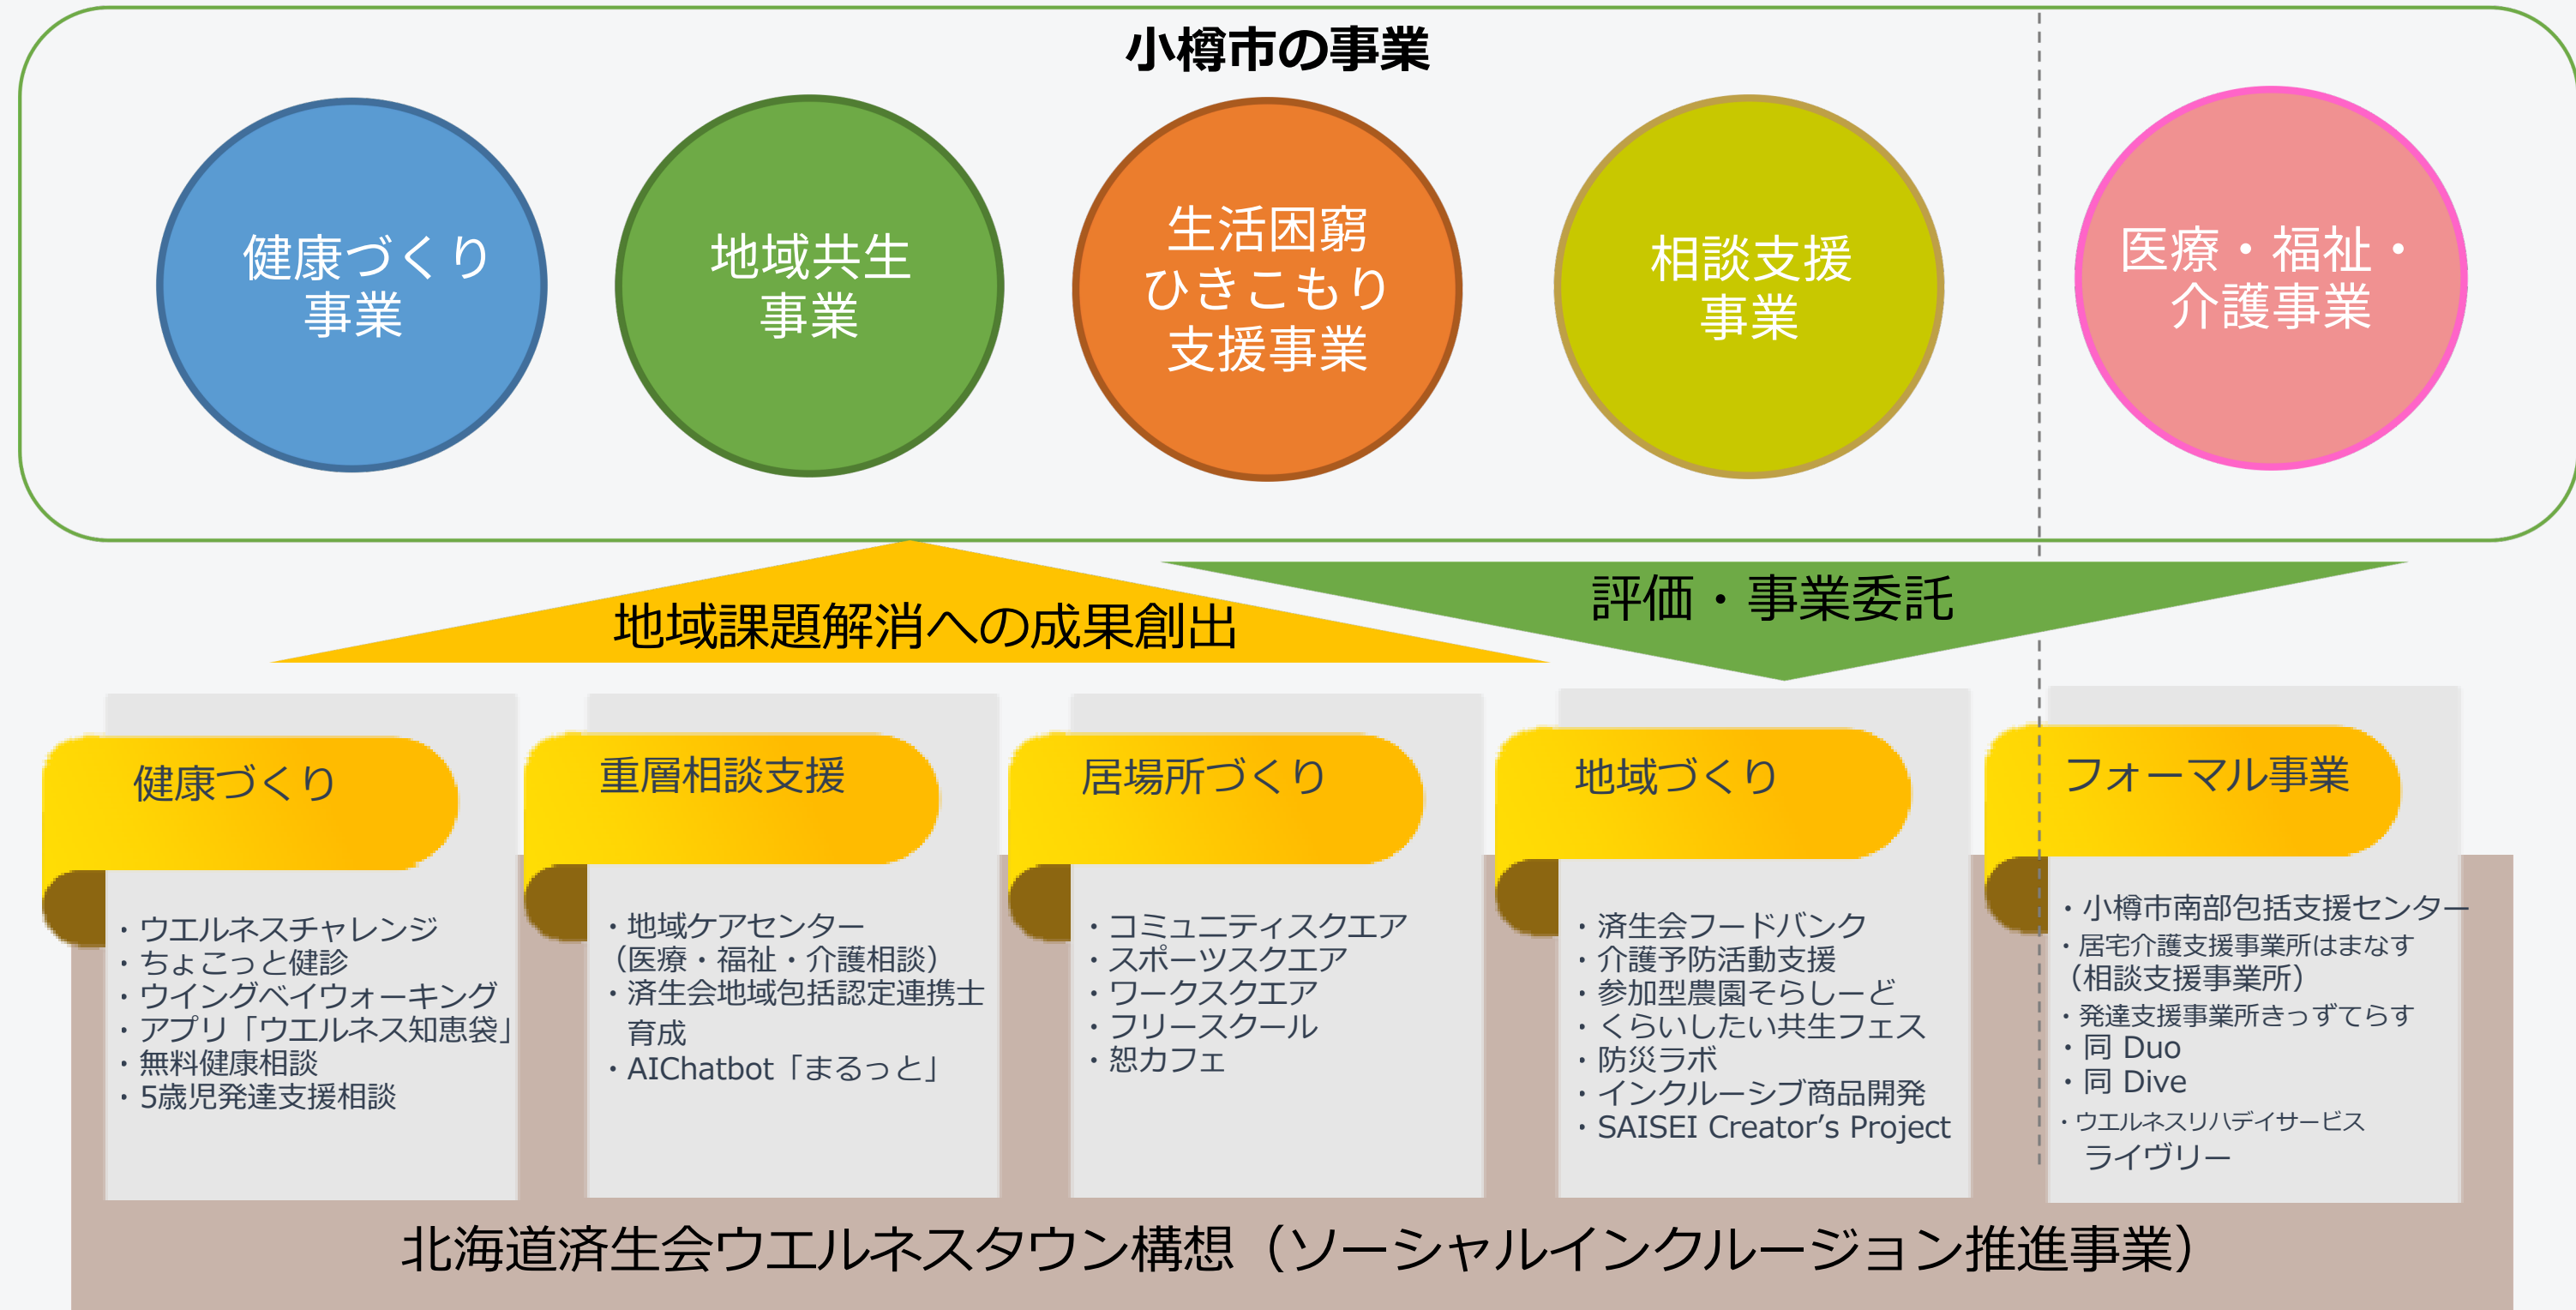 小樽市の事業
健康づくり
事業
地域共生
事業
生活困窮
ひきこもり
支援事業
相談支援
事業
医療・福祉・
介護事業
地域課題解消への成果創出
評価・事業委託
健康づくり
・ウエルネスチャレンジ
・ちょこっと健診
・ウイングベイウォーキング
・アプリ「ウエルネス知恵袋」
・無料健康相談
・5歳児発達支援相談
重層相談支援
・地域ケアセンター
（医療・福祉・介護相談）
・済生会地域包括認定連携士
育成
・AIChatbot「まるっと」
居場所づくり
・コミュニティスクエア
・スポーツスクエア
・ワークスクエア
・フリースクール
・恕カフェ
地域づくり
・済生会フードバンク
・介護予防活動支援
・参加型農園そらしーど
・くらいしたい共生フェス
・防災ラボ
・インクルーシブ商品開発
・SAISEI Creator’s Project
フォーマル事業
・小樽市南部包括支援センター
・居宅介護支援事業所はまなす
（相談支援事業所）
・発達支援事業所きっずてらす
・同 Duo
・同 Dive
・ウエルネスリハデイサービス
ライヴリー
北海道済生会ウエルネスタウン構想（ソーシャルインクルージョン推進事業）